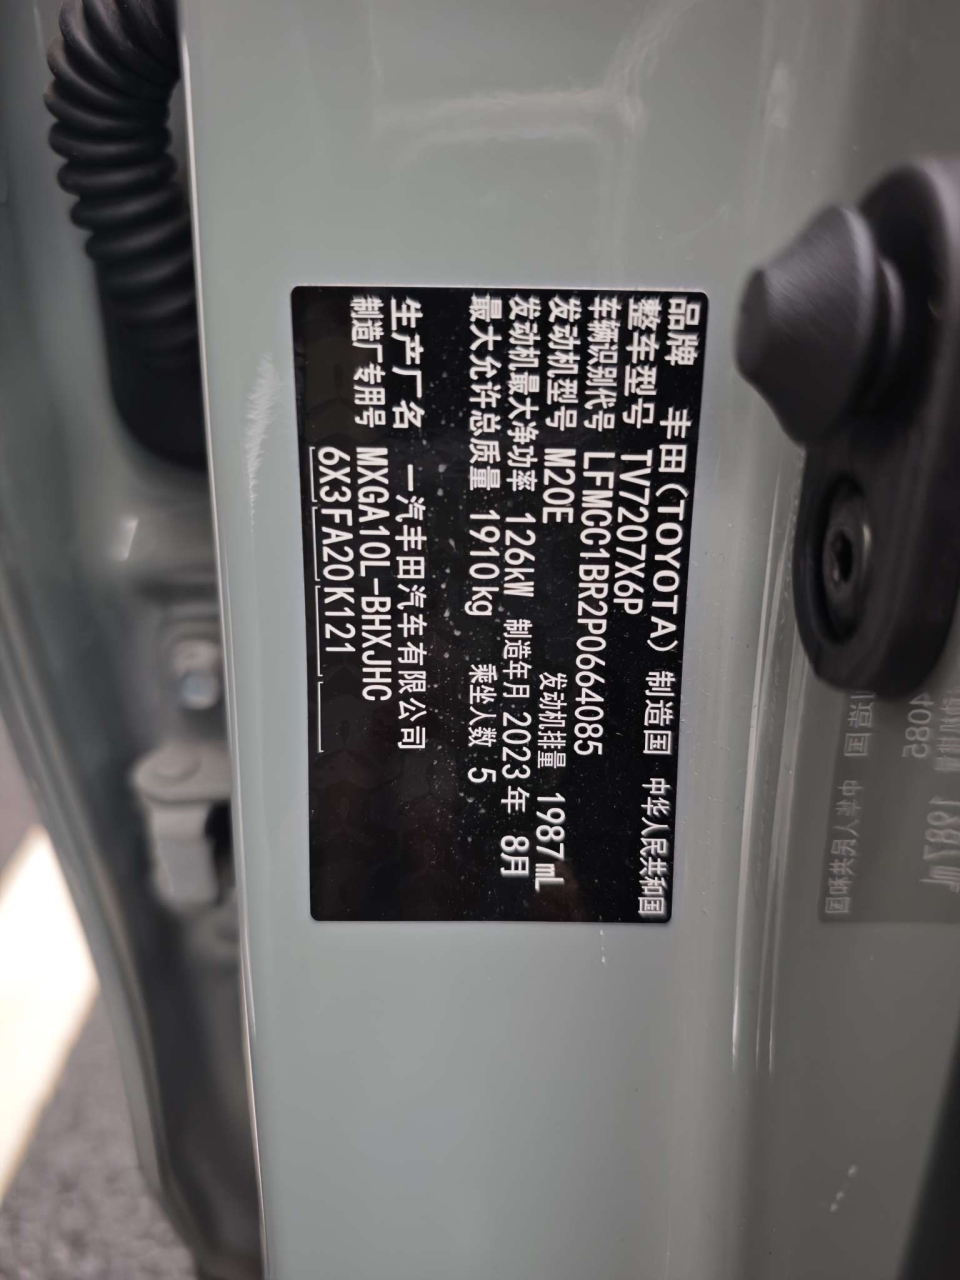 品牌 丰田(TOYOTA) 制造国 中华人民共和国
整车型号 TV7207X6P
车辆识别代号 LFMCC1BR2P0664085
发动机型号 M20E 发动机排量 1987mL
发动机最大净功率 126kW 制造年月 2023年 8月
最大允许总质量 1910kg 乘坐人数 5
生产厂名 一汽丰田汽车有限公司
制造厂专用号 MXGA10L-BHXJHC
6X3FA20K121